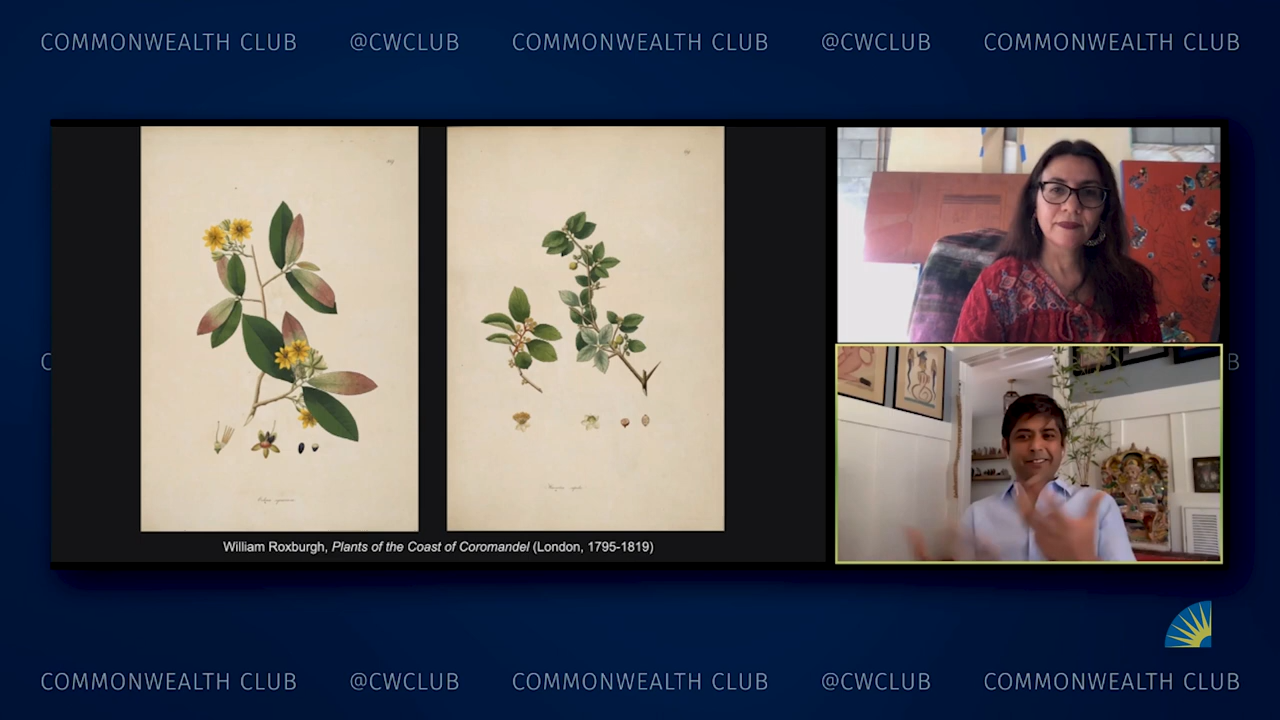 COMMONWEALTH CLUB @CWCLUB COMMONWEALTH CLUB @CWCLUB COMMONWEALTH CLUB
William Roxburgh, Plants of the Coast of Coromandel (London, 1795-1819)
COMMONWEALTH CLUB @CWCLUB COMMONWEALTH CLUB @CWCLUB COMMONWEALTH CLUB